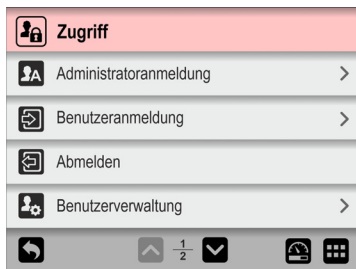 Zugriff
Administratoranmeldung
Benutzeranmeldung
Abmelden
Benutzerverwaltung
1
2